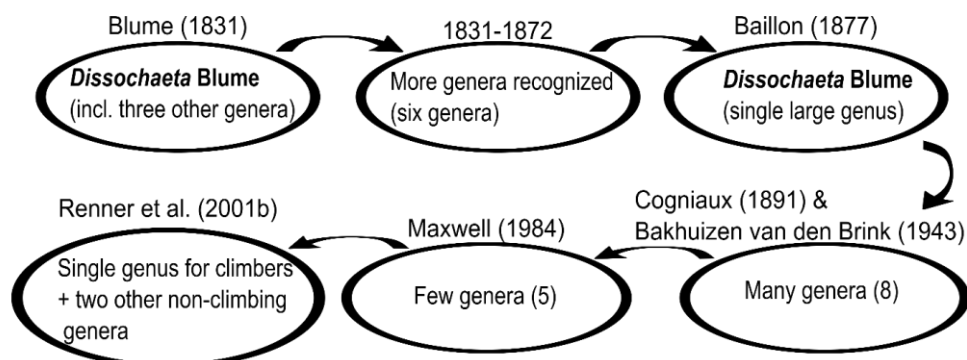 Blume (1831)
Dissochaeta Blume
(incl. three other genera)
1831-1872
More genera recognized
(six genera)
Baillon (1877)
Dissochaeta Blume
(single large genus)
Cogniaux (1891) &
Bakhuizen van den Brink (1943)
Many genera (8)
Maxwell (1984)
Few genera (5)
Renner et al. (2001b)
Single genus for climbers
+ two other non-climbing
genera